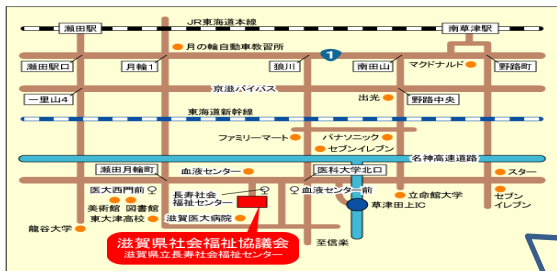 瀬田駅
JR東海道本線
南草津駅
月の輪自動車教習所
1
マクドナルド
瀬田駅口
月輪1
狼川
南田山
野路町
京滋バイパス
一里山4
出光
野路中央
東海道新幹線
ファミリーマート
パナソニック
セブンイレブン
名神高速道路
瀬田月輪町
血液センター
医科大学北口
スター
医大西門前
長寿社会
福祉センター
血液センター前
美術館
図書館
立命館大学
セブン
イレブン
東大津高校
滋賀医大病院
草津田上IC
龍谷大学
滋賀県社会福祉協議会
滋賀県立長寿社会福祉センター
至信楽